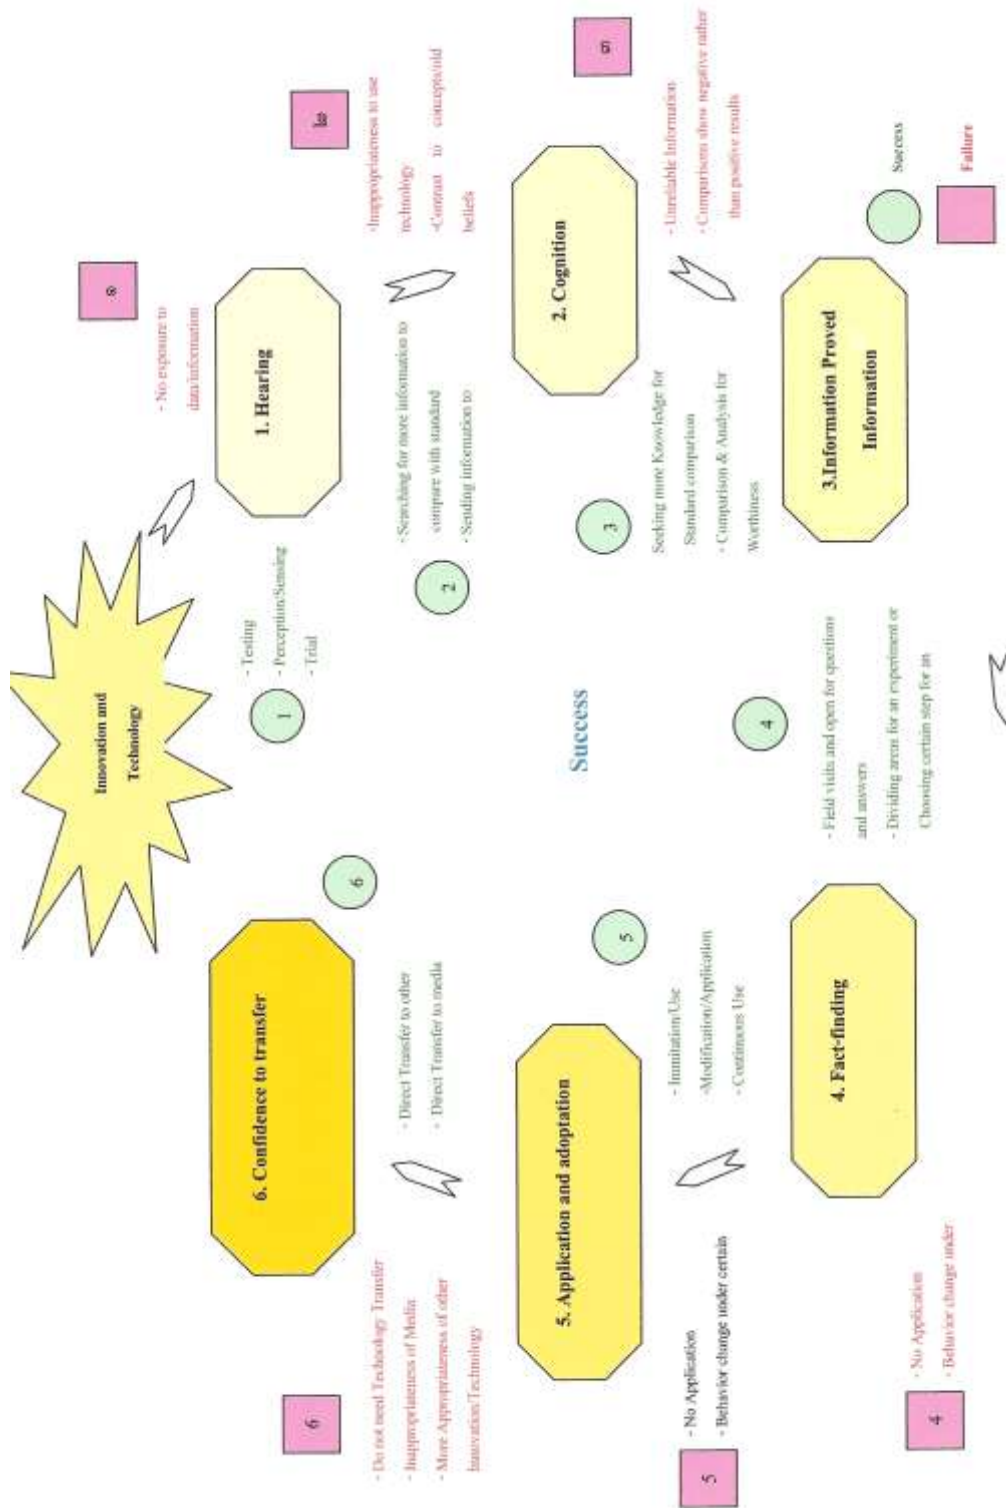 Innovation and
Technology
1
- Testing
- Perception/Sensing
- Trial
๑
- No exposure to
data/information
1. Hearing
๒
-Inappropriateness to use
technology
-Contrast to concepts/old
beliefs
2
- Searching for more information to
compare with standard
- Sending information to
2. Cognition
๓
- Unreliable Information
- Comparisons show negative rather
than positive results
3
Seeking more Knowledge for
Standard comparison
- Comparison & Analysis for
Worthiness
3.Information Proved
Information
Success
Failure
Success
4
- Field visits and open for questions
and answers
- Dividing areas for an experiment or
Choosing certain step for an
4. Fact-finding
4
- No Application
- Behavior change under
5
- Immitation/Use
-Modification/Application
- Continuous Use
5. Application and adoptation
5
- No Application
- Behavior change under certain
6
- Direct Transfer to other
- Direct Transfer to media
6. Confidence to transfer
6
- Do not need Technology Transfer
- Inappropriateness of Media
- More Appropriateness of other
Innovation/Technology